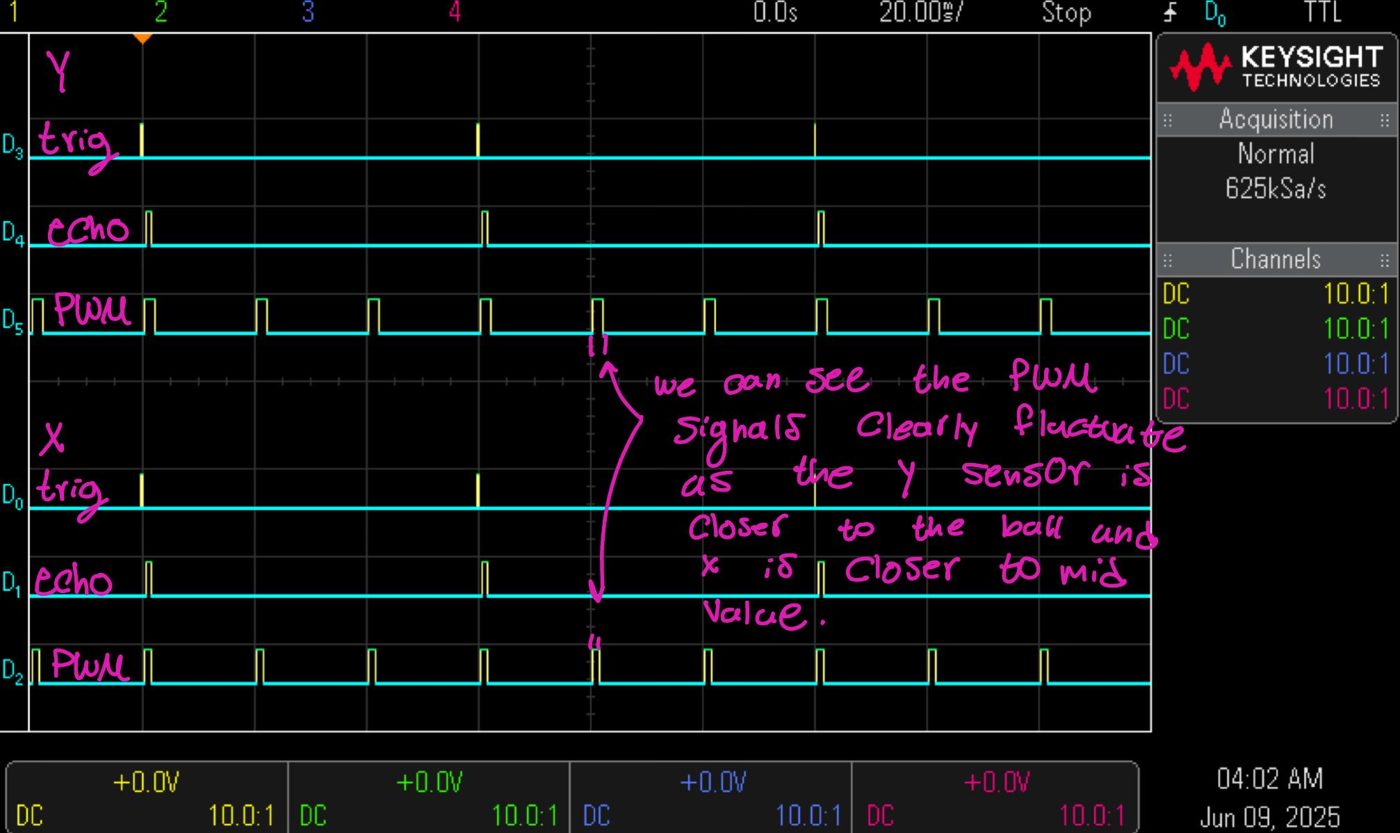 1 2 3 4 0.0s 20.00ms/ Stop D0 TTL
KEYSIGHT
TECHNOLOGIES
Acquisition
Normal
625kSa/s
Channels
DC 10.0:1
DC 10.0:1
DC 10.0:1
DC 10.0:1
Y
D3 trig
D4 echo
D5 PWM
we can see the PWM
signals clearly fluctuate
as the Y sensor is
closer to the ball and
x is closer to mid
value.
X
D0 trig
D1 echo
D2 PWM
+0.0V
DC 10.0:1
+0.0V
DC 10.0:1
+0.0V
DC 10.0:1
+0.0V
DC 10.0:1
04:02 AM
Jun 09, 2025